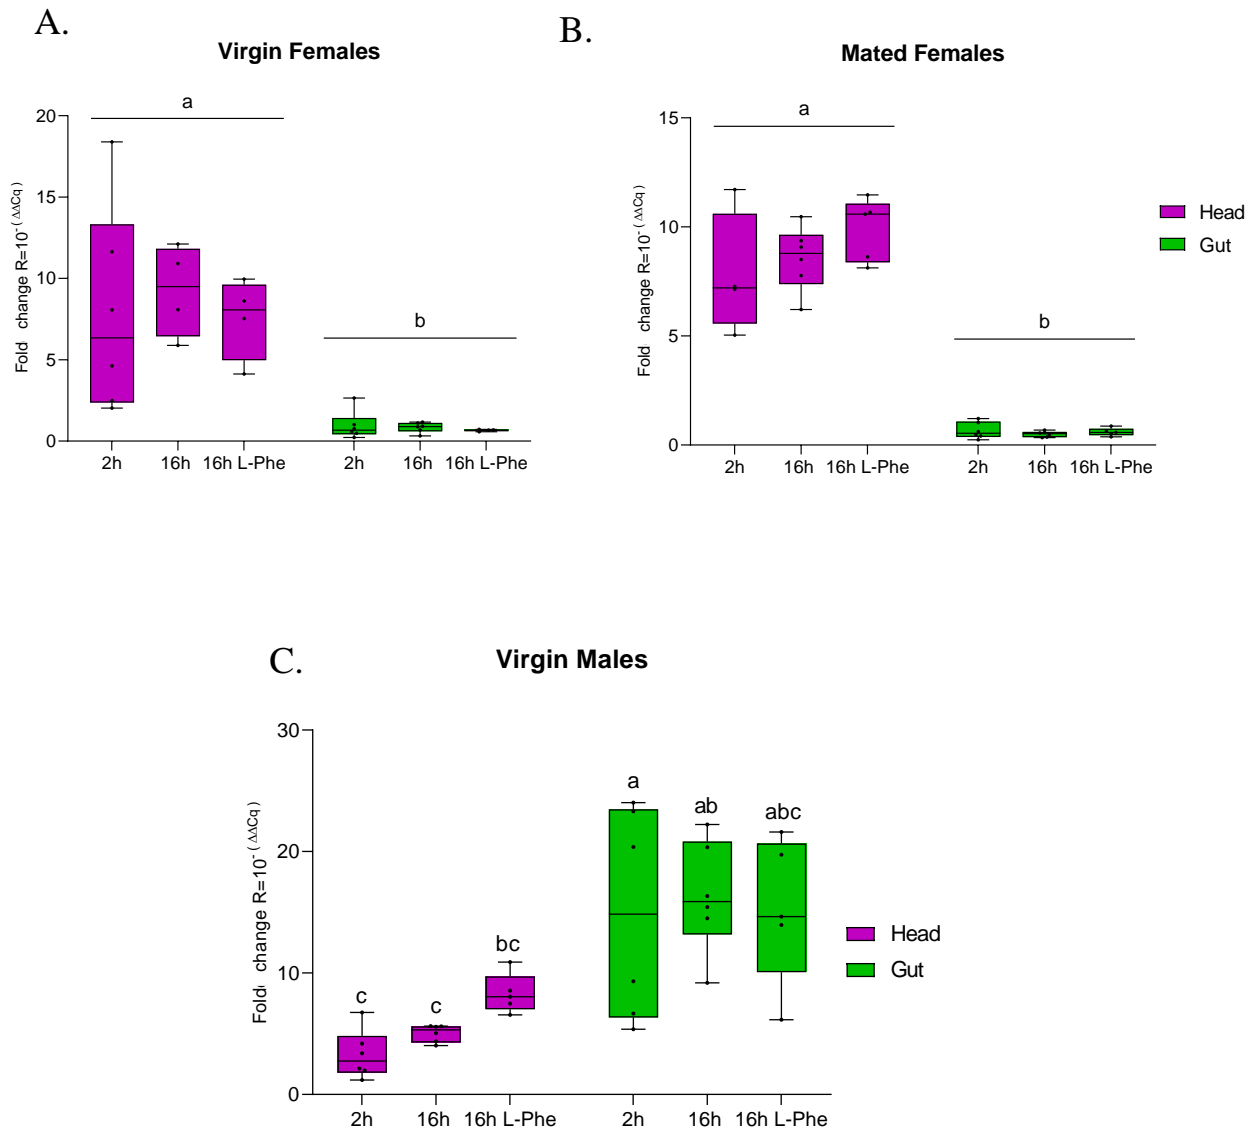 A.
Virgin Females
a
20
15
10
5
0
b
Fold change R=10-(ΔΔCq)
2h 16h 16h L-Phe 2h 16h 16h L-Phe
B.
Mated Females
a
15
10
5
0
b
Fold change R=10-(ΔΔCq)
2h 16h 16h L-Phe 2h 16h 16h L-Phe
Head
Gut
C.
Virgin Males
30
20
10
0
Fold change R=10-(ΔΔCq)
c c bc a ab abc
2h 16h 16h L-Phe 2h 16h 16h L-Phe
Head
Gut